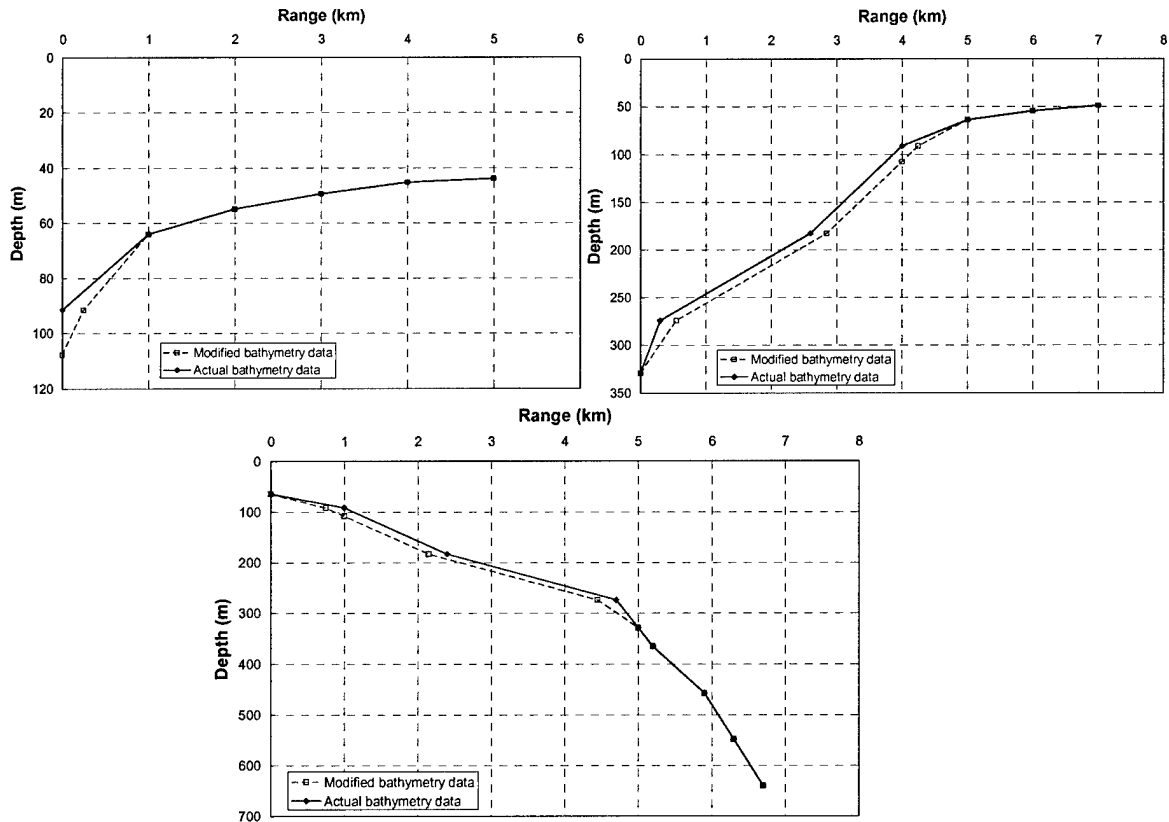 Range (km)
0 1 2 3 4 5 6
0
20
40
60
80
100
120
Depth (m)
Modified bathymetry data
Actual bathymetry data
Range (km)
0 1 2 3 4 5 6 7 8
0
50
100
150
200
250
300
350
Depth (m)
Modified bathymetry data
Actual bathymetry data
Range (km)
0 1 2 3 4 5 6 7 8
0
100
200
300
400
500
600
700
Depth (m)
Modified bathymetry data
Actual bathymetry data